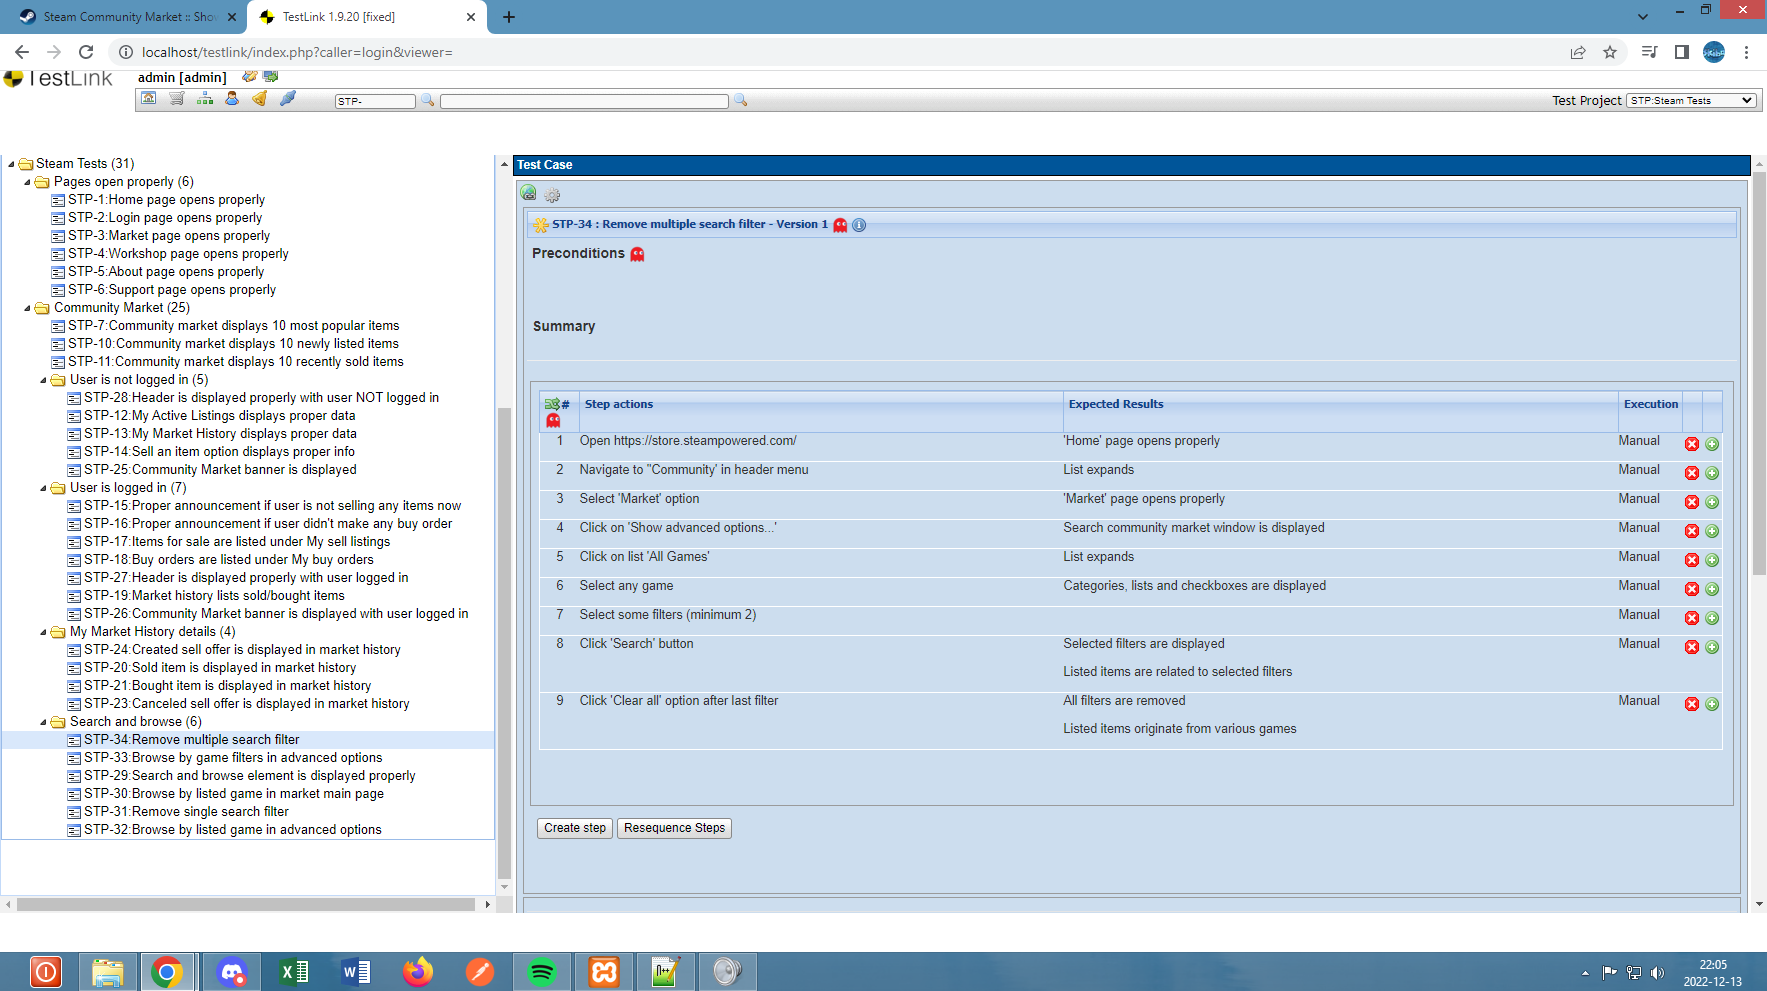 Steam Community Market :: Sho
TestLink 1.9.20 [fixed]
localhost/testlink/index.php?caller=login&viewer=
TestLink
admin [admin]
STP-
Test Project
STP:Steam Tests
Steam Tests (31)
Pages open properly (6)
STP-1:Home page opens properly
STP-2:Login page opens properly
STP-3:Market page opens properly
STP-4:Workshop page opens properly
STP-5:About page opens properly
STP-6:Support page opens properly
Community Market (25)
STP-7:Community market displays 10 most popular items
STP-10:Community market displays 10 newly listed items
STP-11:Community market displays 10 recently sold items
User is not logged in (5)
STP-28:Header is displayed properly with user NOT logged in
STP-12:My Active Listings displays proper data
STP-13:My Market History displays proper data
STP-14:Sell an item option displays proper info
STP-25:Community Market banner is displayed
User is logged in (7)
STP-15:Proper announcement if user is not selling any items now
STP-16:Proper announcement if user didn't make any buy order
STP-17:Items for sale are listed under My sell listings
STP-18:Buy orders are listed under My buy orders
STP-27:Header is displayed properly with user logged in
STP-19:Market history lists sold/bought items
STP-26:Community Market banner is displayed with user logged in
My Market History details (4)
STP-24:Created sell offer is displayed in market history
STP-20:Sold item is displayed in market history
STP-21:Bought item is displayed in market history
STP-23:Canceled sell offer is displayed in market history
Search and browse (6)
STP-34:Remove multiple search filter
STP-33:Browse by game filters in advanced options
STP-29:Search and browse element is displayed properly
STP-30:Browse by listed game in market main page
STP-31:Remove single search filter
STP-32:Browse by listed game in advanced options
Test Case
STP-34 : Remove multiple search filter - Version 1
Preconditions
Summary
# Step actions Expected Results Execution
1 Open https://store.steampowered.com/ 'Home' page opens properly Manual
2 Navigate to "Community' in header menu List expands Manual
3 Select 'Market' option 'Market' page opens properly Manual
4 Click on 'Show advanced options...' Search community market window is displayed Manual
5 Click on list 'All Games' List expands Manual
6 Select any game Categories, lists and checkboxes are displayed Manual
7 Select some filters (minimum 2) Manual
8 Click 'Search' button Selected filters are displayed Manual
Listed items are related to selected filters
9 Click 'Clear all' option after last filter All filters are removed Manual
Listed items originate from various games
Create step
Resequence Steps
22:05
2022-12-13